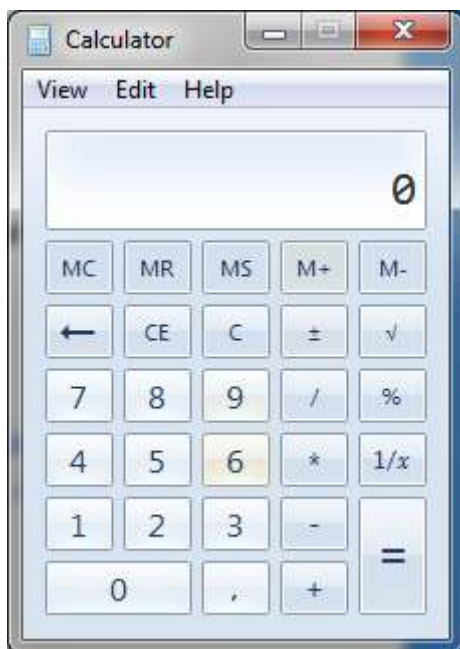 Calculator
View Edit Help
0
MC MR MS M+ M-
← CE C ± √
7 8 9 / %
4 5 6 * 1/x
1 2 3 - =
0 , +